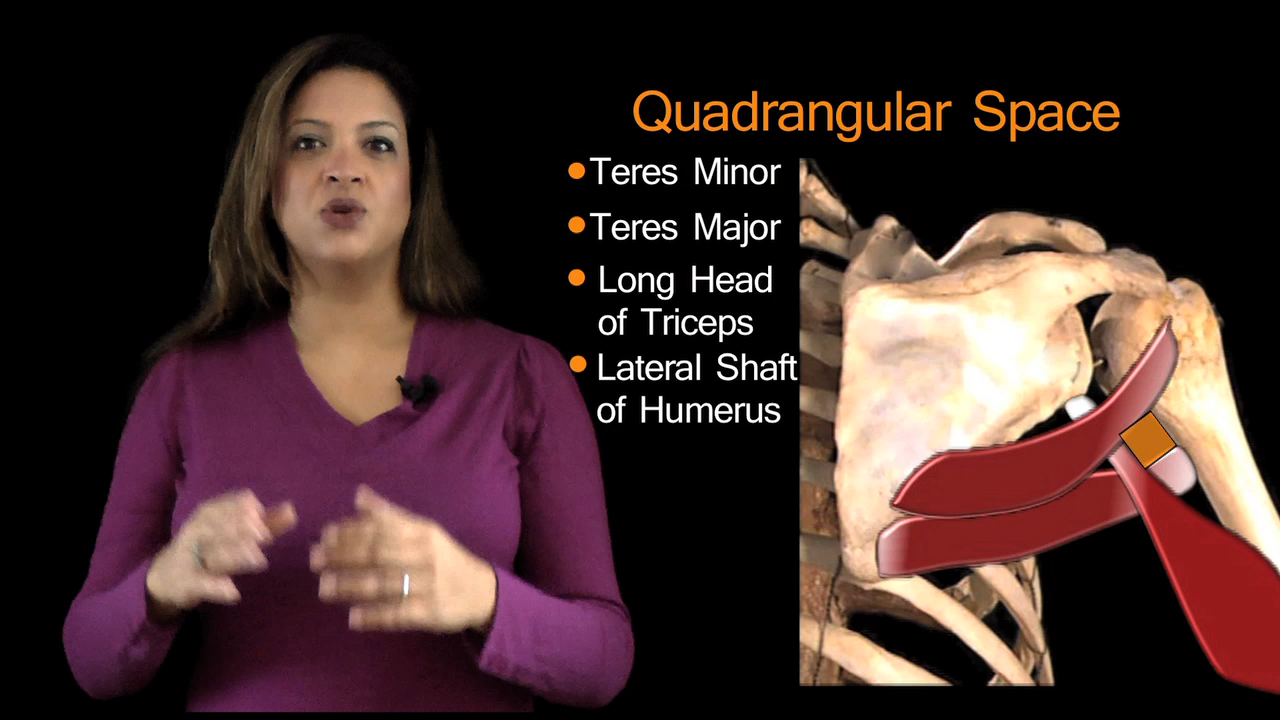 Quadrangular Space
Teres Minor
Teres Major
Long Head
of Triceps
Lateral Shaft
of Humerus